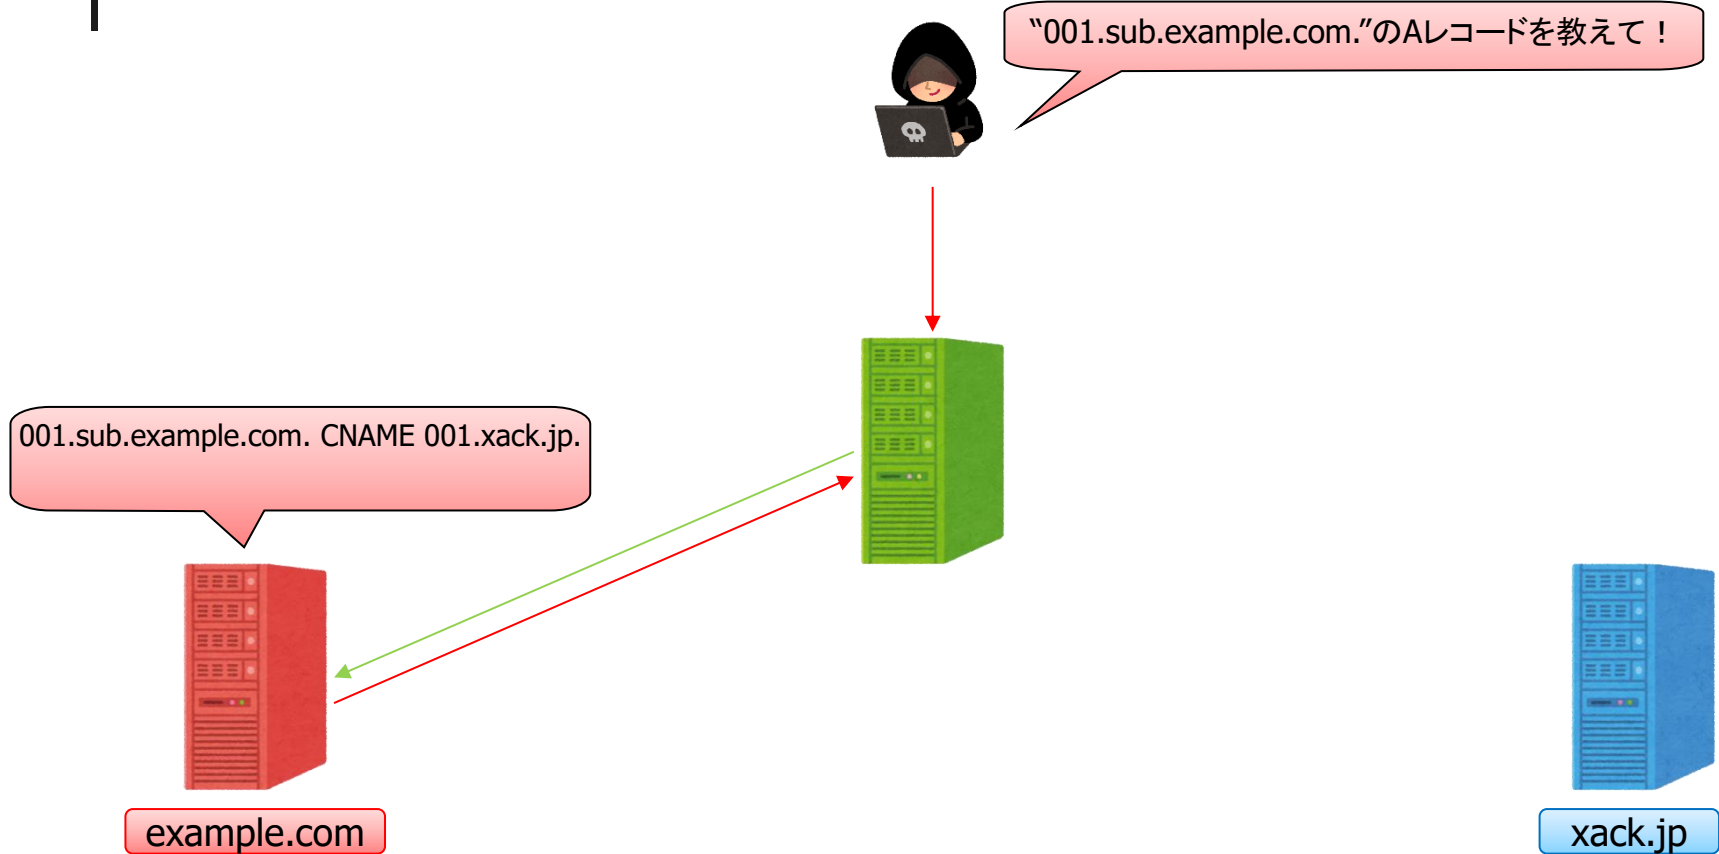 “001.sub.example.com.”のAレコードを教えて！
001.sub.example.com. CNAME 001.xack.jp.
example.com
xack.jp